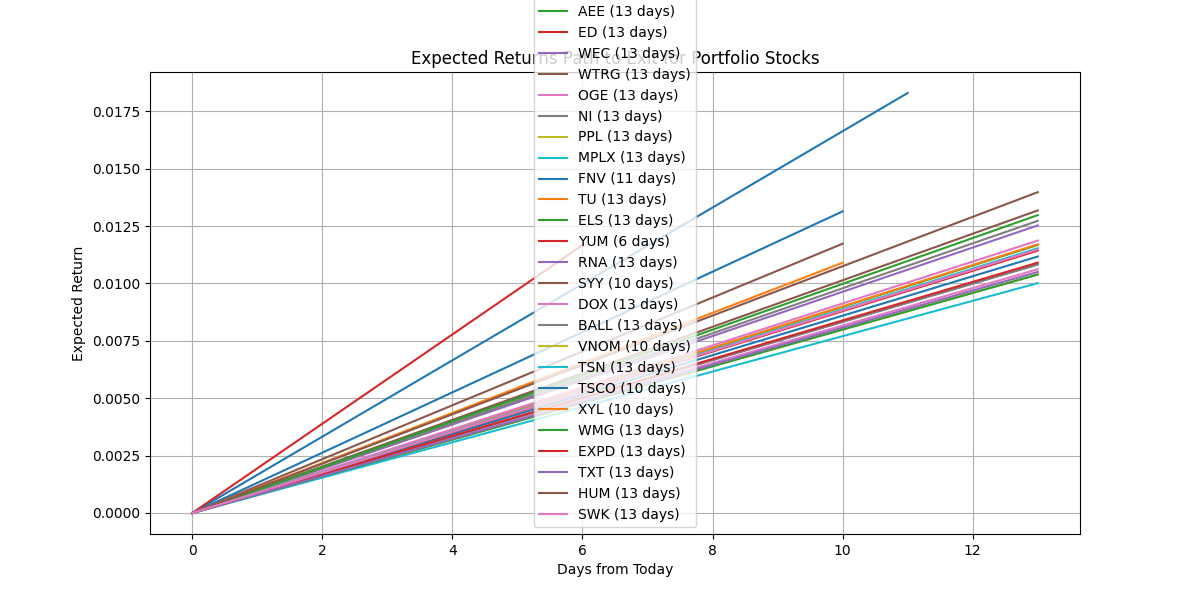 AEE (13 days)
ED (13 days)
WEC (13 days)
Expected Returns Path to Exit for Portfolio Stocks
WTRG (13 days)
OGE (13 days)
NI (13 days)
PPL (13 days)
MPLX (13 days)
FNV (11 days)
TU (13 days)
ELS (13 days)
YUM (6 days)
RNA (13 days)
SYY (10 days)
DOX (13 days)
BALL (13 days)
VNOM (10 days)
TSN (13 days)
TSCO (10 days)
XYL (10 days)
WMG (13 days)
EXPD (13 days)
TXT (13 days)
HUM (13 days)
SWK (13 days)
0.0175
0.0150
0.0125
0.0100
0.0075
0.0050
0.0025
0.0000
Expected Return
0 2 4 6 8 10 12
Days from Today